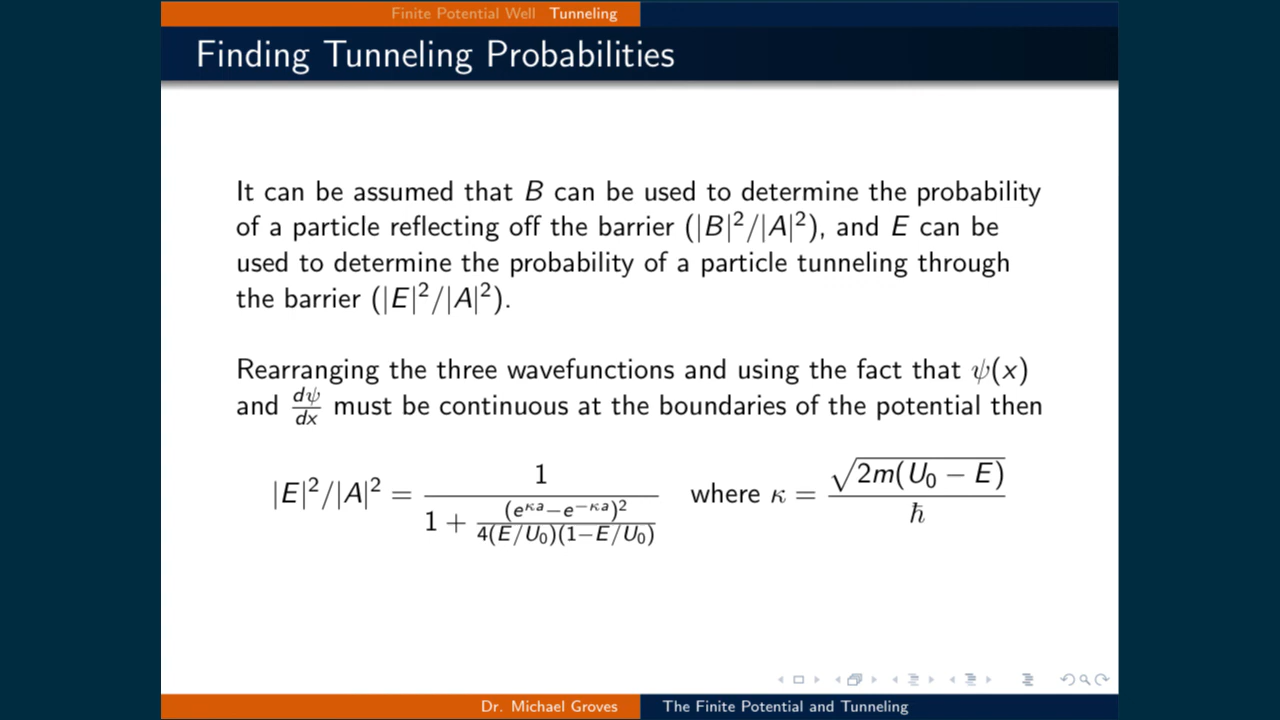 Finite Potential Well Tunneling
Finding Tunneling Probabilities
It can be assumed that B can be used to determine the probability
of a particle reflecting off the barrier (|B|²/|A|²), and E can be
used to determine the probability of a particle tunneling through
the barrier (|E|²/|A|²).
Rearranging the three wavefunctions and using the fact that ψ(x)
and dψ/dx must be continuous at the boundaries of the potential then
|E|²/|A|² = 1 / (1 + (e^{κa}−e^{−κa})² / 4(E/U₀)(1−E/U₀)) where κ = √2m(U₀ − E) / ħ
Dr. Michael Groves The Finite Potential and Tunneling